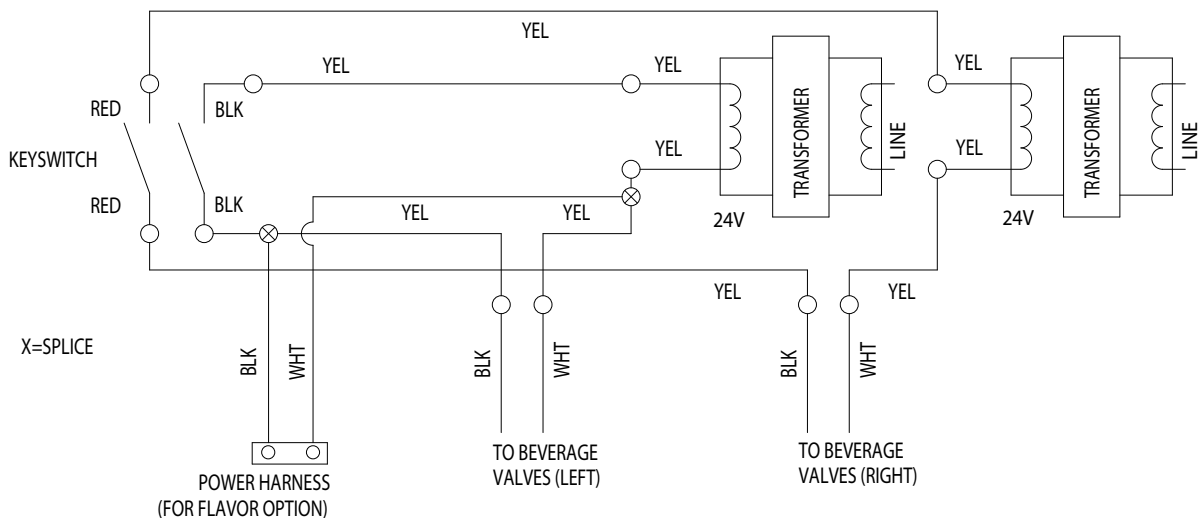 YEL
YEL
YEL
YEL
RED
BLK
TRANSFORMER
LINE
TRANSFORMER
LINE
KEYSWITCH
YEL
YEL
RED
BLK
YEL
YEL
24V
24V
YEL
YEL
X=SPLICE
BLK
WHT
BLK
WHT
BLK
WHT
TO BEVERAGE
VALVES (LEFT)
TO BEVERAGE
VALVES (RIGHT)
POWER HARNESS
(FOR FLAVOR OPTION)